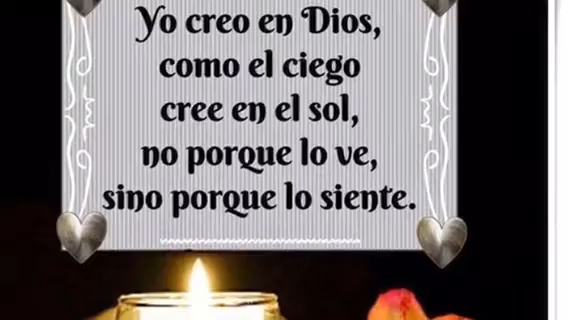 Yo creo en Dios,
como el ciego
cree en el sol,
no porque lo ve,
sino porque lo siente.